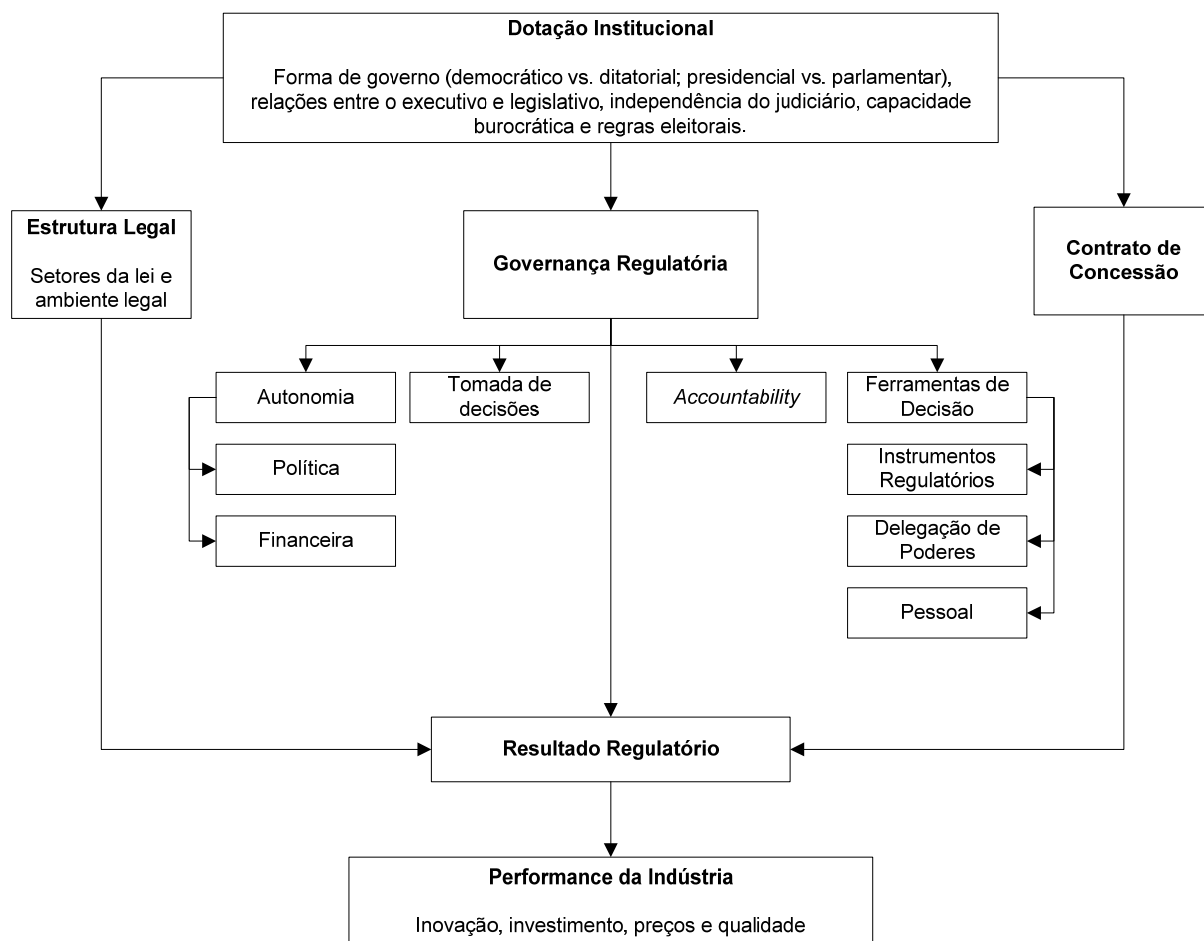 Dotação Institucional
Forma de governo (democrático vs. ditatorial; presidencial vs. parlamentar),
relações entre o executivo e legislativo, independência do judiciário, capacidade
burocrática e regras eleitorais.
Estrutura Legal
Setores da lei e
ambiente legal
Governança Regulatória
Contrato de
Concessão
Autonomia
Tomada de
decisões
Accountability
Ferramentas de
Decisão
Política
Instrumentos
Regulatórios
Financeira
Delegação de
Poderes
Pessoal
Resultado Regulatório
Performance da Indústria
Inovação, investimento, preços e qualidade